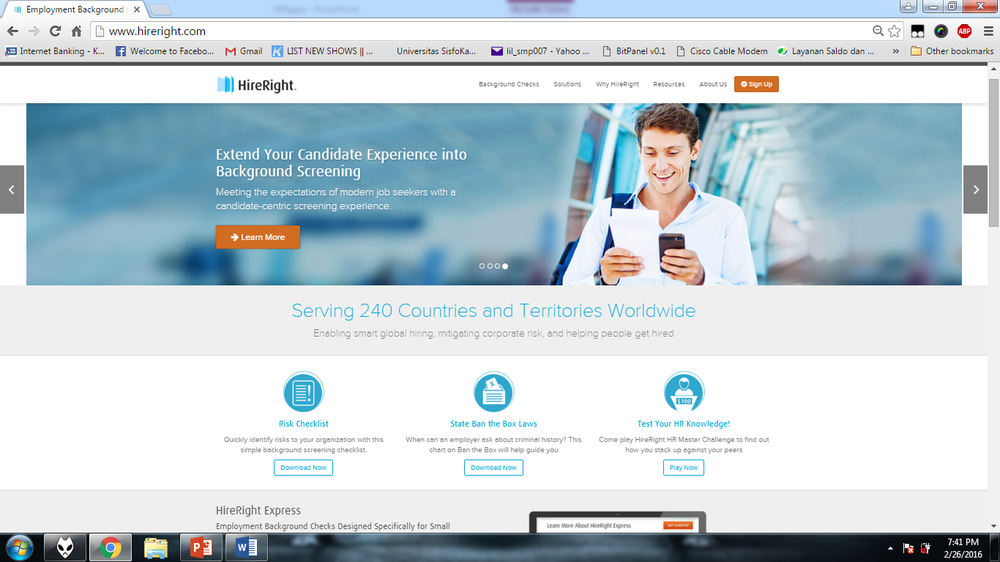 Employment Background
www.hireright.com
ABP
Internet Banking - K...
Welcome to Facebo...
Gmail
LIST NEW SHOWS || ...
Universitas SisfoKa...
lil_smp007 - Yahoo ...
BitPanel v0.1
Cisco Cable Modem
Layanan Saldo dan ...
»
Other bookmarks
HireRight.
Background Checks
Solutions
Why HireRight
Resources
About Us
Sign Up
Extend Your Candidate Experience into
Background Screening
Meeting the expectations of modern job seekers with a
candidate-centric screening experience.
Learn More
Serving 240 Countries and Territories Worldwide
Enabling smart global hiring, mitigating corporate risk, and helping people get hired
$100
Risk Checklist
Quickly identify risks to your organization with this
simple background screening checklist.
Download Now
State Ban the Box Laws
When can an employer ask about criminal history? This
chart on Ban the Box will help guide you
Download Now
Test Your HR Knowledge!
Come play HireRight HR Master Challenge to find out
how you stack up against your peers
Play Now
HireRight Express
Employment Background Checks Designed Specifically for Small
Learn More About HireRight Express
GET STARTED
7:41 PM
2/26/2016